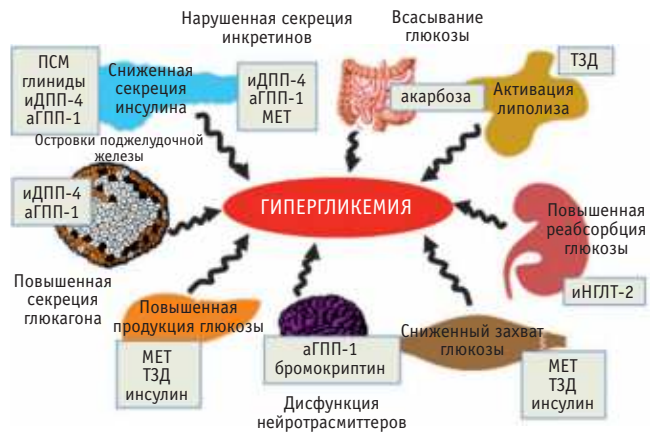 Нарушенная секреция
инкретинов
Всасывание
глюкозы
ПСМ
глиниды
иДПП-4
аГПП-1
Сниженная
секреция
инсулина
иДПП-4
аГПП-1
МЕТ
акарбоза
ТЗД
Активация
липолиза
Островки поджелудочной
железы
иДПП-4
аГПП-1
ГИПЕРГЛИКЕМИЯ
Повышенная
реабсорбция
глюкозы
иНГЛТ-2
Повышенная
секреция
глюкагона
Повышенная
продукция глюкозы
МЕТ
ТЗД
инсулин
аГПП-1
бромокриптин
Дисфункция
нейротрасмиттеров
Сниженный захват
глюкозы
МЕТ
ТЗД
инсулин